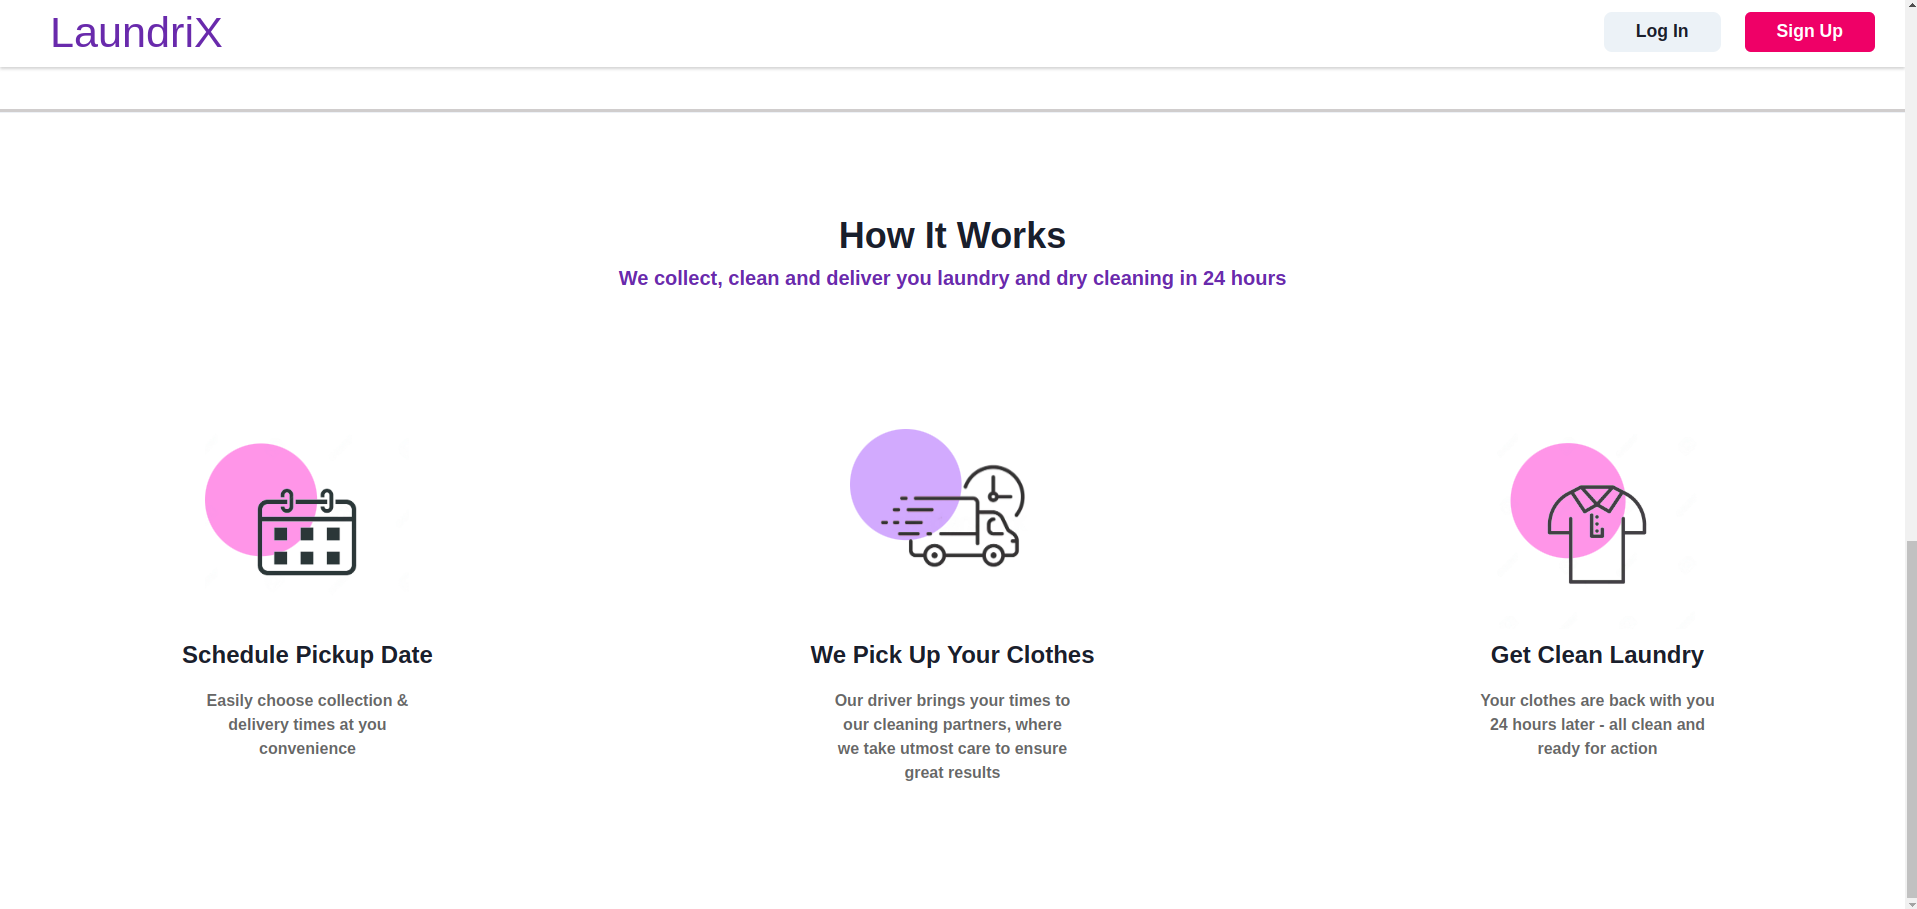 LaundriX
Log In
Sign Up
How It Works
We collect, clean and deliver you laundry and dry cleaning in 24 hours
Schedule Pickup Date
Easily choose collection &
delivery times at you
convenience
We Pick Up Your Clothes
Our driver brings your times to
our cleaning partners, where
we take utmost care to ensure
great results
Get Clean Laundry
Your clothes are back with you
24 hours later - all clean and
ready for action